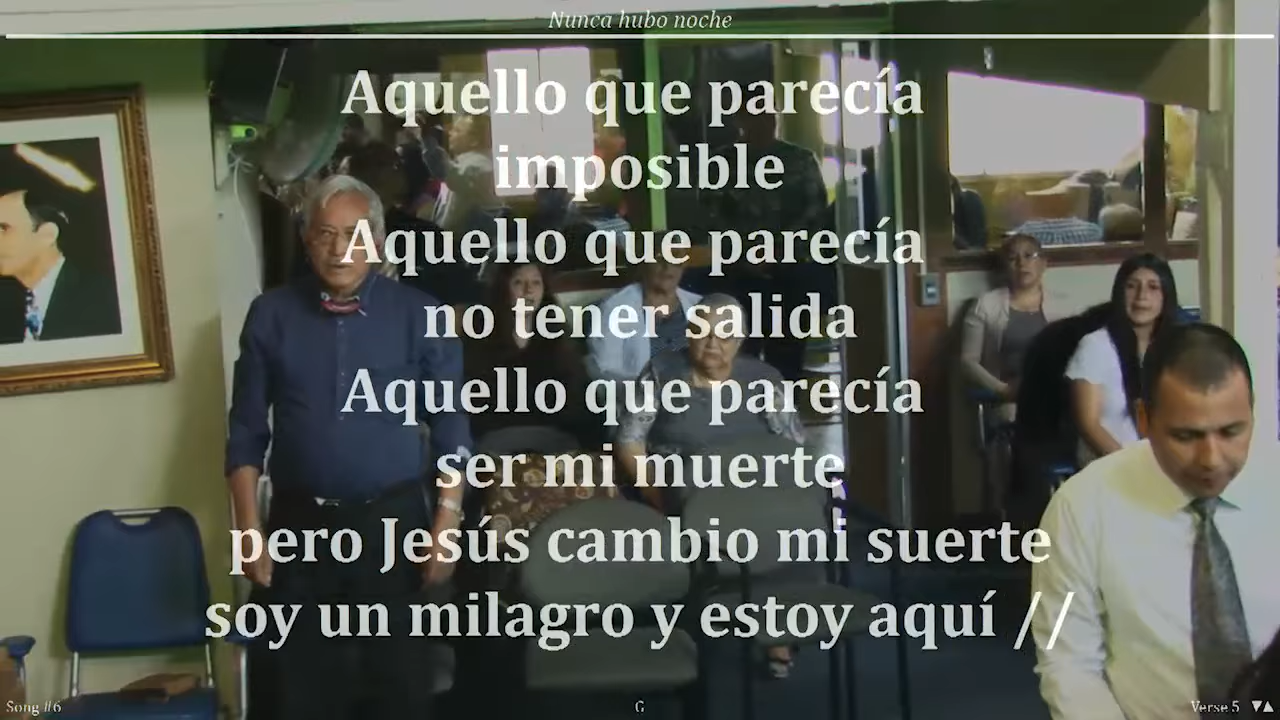 Nunca hubo noche
Aquello que parecía
imposible
Aquello que parecía
no tener salida
Aquello que parecía
ser mi muerte
pero Jesús cambio mi suerte
soy un milagro y estoy aquí //
Song #6
G
Verse 5 ▼▲